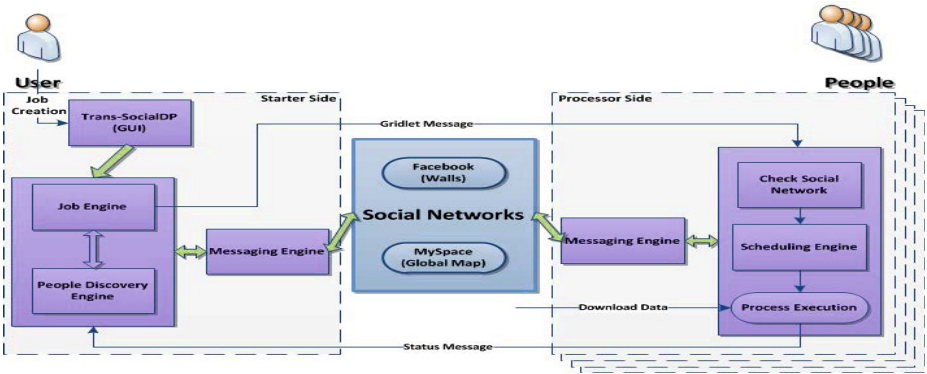 User
People
Job
Creation
Starter Side
Processor Side
Trans-SocialDP
(GUI)
Gridlet Message
Facebook
(Walls)
Social Networks
MySpace
(Global Map)
Job Engine
People Discovery
Engine
Messaging Engine
Messaging Engine
Check Social
Network
Scheduling Engine
Process Execution
Download Data
Status Message